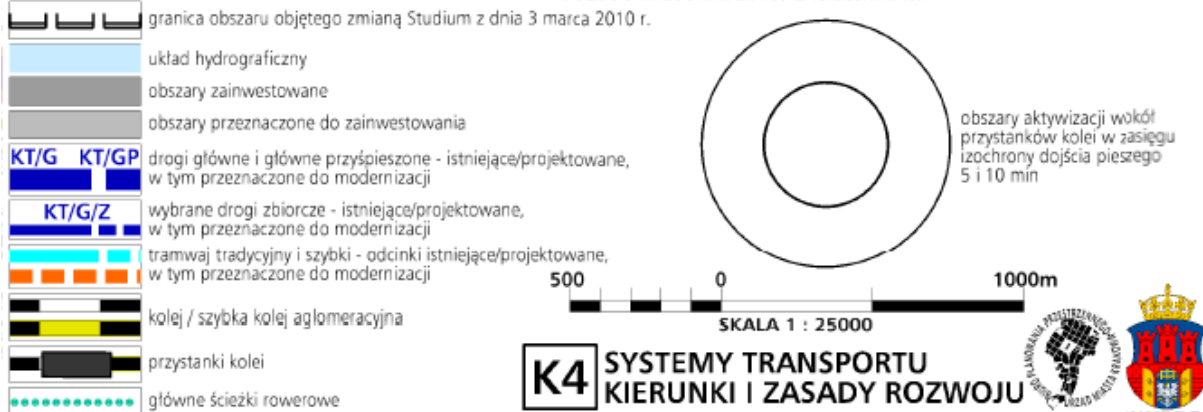 granica obszaru objętego zmianą Studium z dnia 3 marca 2010 r.
układ hydrograficzny
obszary zainwestowane
obszary przeznaczone do zainwestowania
KT/G KT/GP
drogi główne i główne przyśpieszone - istniejące/projektowane,
w tym przeznaczone do modernizacji
KT/G/Z
wybrane drogi zbiorcze - istniejące/projektowane,
w tym przeznaczone do modernizacji
tramwaj tradycyjny i szybki - odcinki istniejące/projektowane,
w tym przeznaczone do modernizacji
kolej / szybka kolej aglomeracyjna
przystanki kolei
główne ścieżki rowerowe
obszary aktywizacji wokół
przystanków kolei w zasięgu
izochrony dojścia pieszego
5 i 10 min
500 0 1000m
SKALA 1 : 25000
K4
SYSTEMY TRANSPORTU
KIERUNKI I ZASADY ROZWOJU